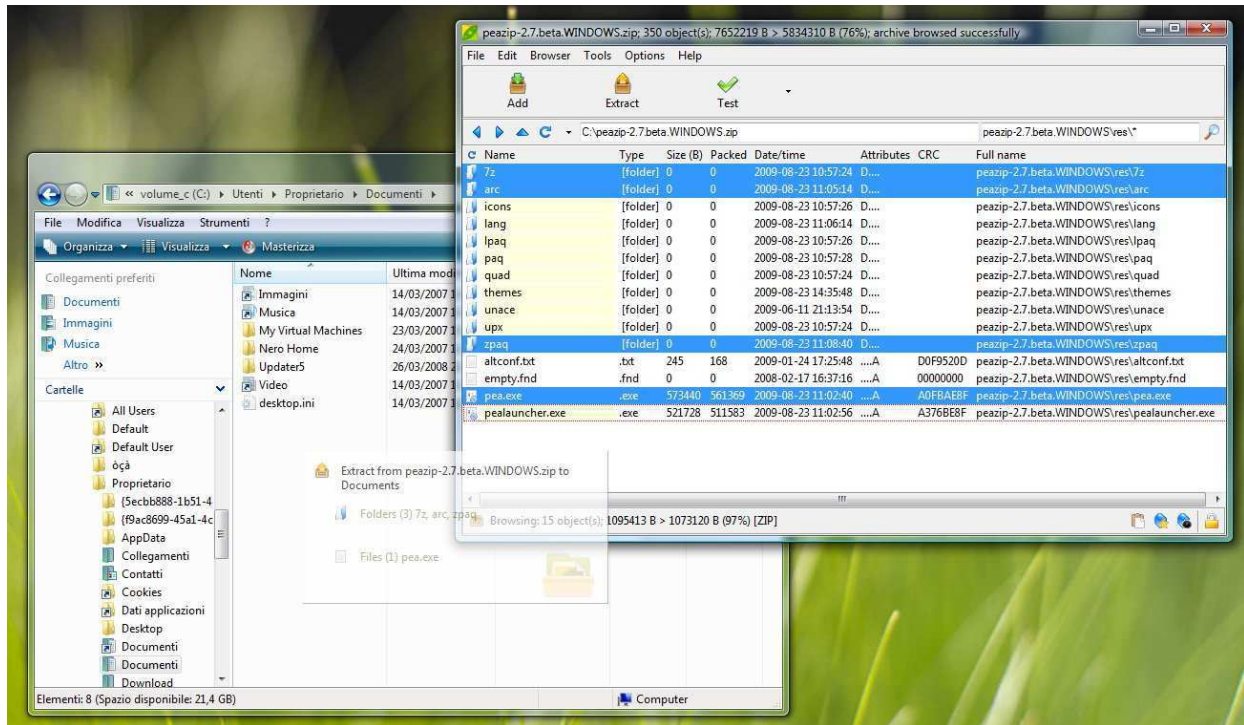 peazip-2.7.beta.WINDOWS.zip; 350 object(s); 7652219 B > 5834310 B (76%); archive browsed successfully
File Edit Browser Tools Options Help
Add Extract Test
C:\peazip-2.7.beta.WINDOWS.zip peazip-2.7.beta.WINDOWS\res\*
Name Type Size (B) Packed Date/time Attributes CRC Full name
7z [folder] 0 0 2009-08-23 10:57:24 D.... peazip-2.7.beta.WINDOWS\res\7z
arc [folder] 0 0 2009-08-23 11:05:14 D.... peazip-2.7.beta.WINDOWS\res\arc
icons [folder] 0 0 2009-08-23 10:57:26 D.... peazip-2.7.beta.WINDOWS\res\icons
lang [folder] 0 0 2009-08-23 11:06:14 D.... peazip-2.7.beta.WINDOWS\res\lang
lpaq [folder] 0 0 2009-08-23 10:57:26 D.... peazip-2.7.beta.WINDOWS\res\lpaq
paq [folder] 0 0 2009-08-23 10:57:28 D.... peazip-2.7.beta.WINDOWS\res\paq
quad [folder] 0 0 2009-08-23 10:57:24 D.... peazip-2.7.beta.WINDOWS\res\quad
themes [folder] 0 0 2009-08-23 14:35:48 D.... peazip-2.7.beta.WINDOWS\res\themes
unace [folder] 0 0 2009-06-11 21:13:54 D.... peazip-2.7.beta.WINDOWS\res\unace
upx [folder] 0 0 2009-08-23 10:57:24 D.... peazip-2.7.beta.WINDOWS\res\upx
zpaq [folder] 0 0 2009-08-23 11:08:40 D.... peazip-2.7.beta.WINDOWS\res\zpaq
altconf.txt .txt 245 168 2009-01-24 17:25:48 ....A D0F9520D peazip-2.7.beta.WINDOWS\res\altconf.txt
empty.fnd .fnd 0 0 2008-02-17 16:37:16 ....A 00000000 peazip-2.7.beta.WINDOWS\res\empty.fnd
pea.exe .exe 573440 561369 2009-08-23 11:02:40 ....A A0FBAE8F peazip-2.7.beta.WINDOWS\res\pea.exe
pealauncher.exe .exe 521728 511583 2009-08-23 11:02:56 ....A A376BE8F peazip-2.7.beta.WINDOWS\res\pealauncher.exe
Browsing: 15 object(s); 1095413 B > 1073120 B (97%) [ZIP]
« volume_c (C:) Utenti Proprietario Documenti
File Modifica Visualizza Strumenti ?
Organizza Visualizza Masterizza
Collegamenti preferiti
Documenti
Immagini
Musica
Altro »
Cartelle
All Users
Default
Default User
òçà
Proprietario
{5ecbb888-1b51-4
{f9ac8699-45a1-4c
AppData
Collegamenti
Contatti
Cookies
Dati applicazioni
Desktop
Documenti
Documenti
Download
Nome Ultima modi
Immagini 14/03/2007 1
Musica 14/03/2007 1
My Virtual Machines 23/03/2007 1
Nero Home 24/03/2007 1
Updater5 26/03/2008 2
Video 14/03/2007 1
desktop.ini 14/03/2007 1
Extract from peazip-2.7.beta.WINDOWS.zip to
Documents
Folders (3) 7z, arc, zpaq
Files (1) pea.exe
Elementi: 8 (Spazio disponibile: 21,4 GB) Computer